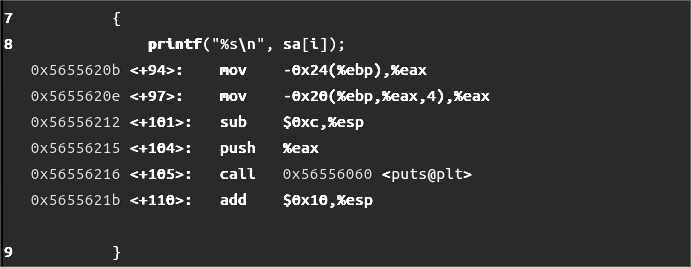 7 {
8 printf("%s\n", sa[i]);
0x5655620b <+94>: mov -0x24(%ebp),%eax
0x5655620e <+97>: mov -0x20(%ebp,%eax,4),%eax
0x56556212 <+101>: sub $0xc,%esp
0x56556215 <+104>: push %eax
0x56556216 <+105>: call 0x56556060 <puts@plt>
0x5655621b <+110>: add $0x10,%esp
9 }